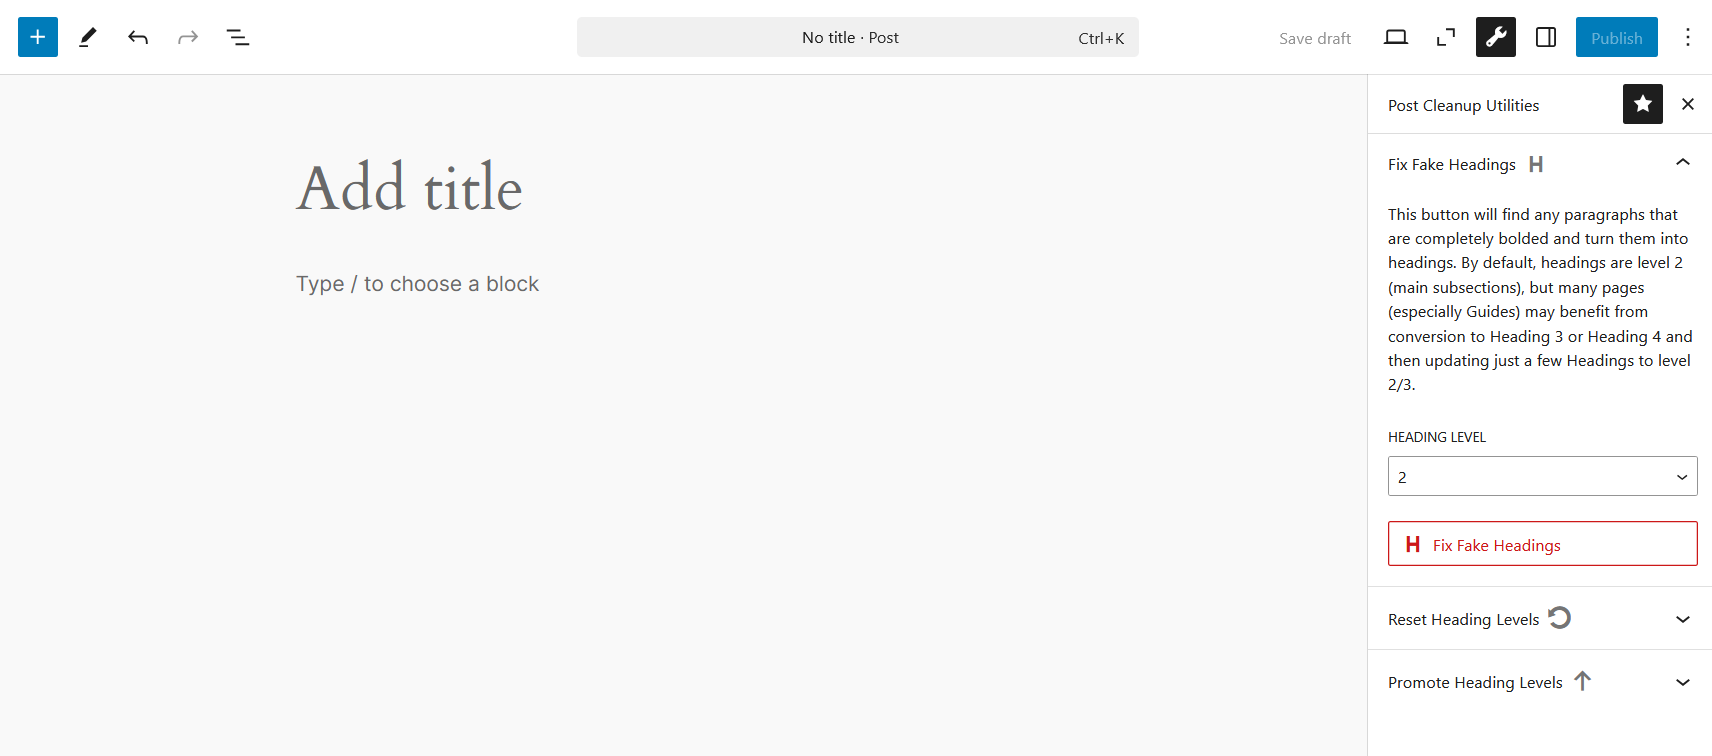 No title · Post
Ctrl+K
Save draft
Publish
Add title
Type / to choose a block
Post Cleanup Utilities
Fix Fake Headings H
This button will find any paragraphs that
are completely bolded and turn them into
headings. By default, headings are level 2
(main subsections), but many pages
(especially Guides) may benefit from
conversion to Heading 3 or Heading 4 and
then updating just a few Headings to level
2/3.
HEADING LEVEL
2
H Fix Fake Headings
Reset Heading Levels
Promote Heading Levels